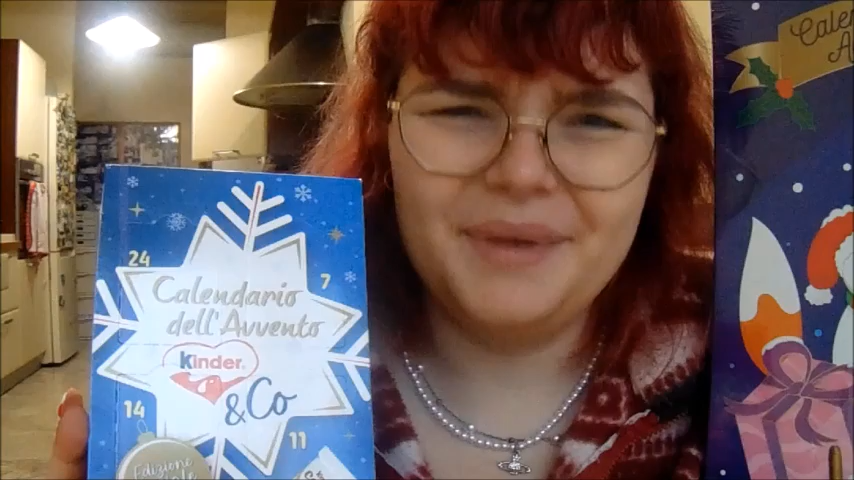 24
7
Calendario
dell'Avvento
Kinder
&Co
14
11
Edizione
Calen
A